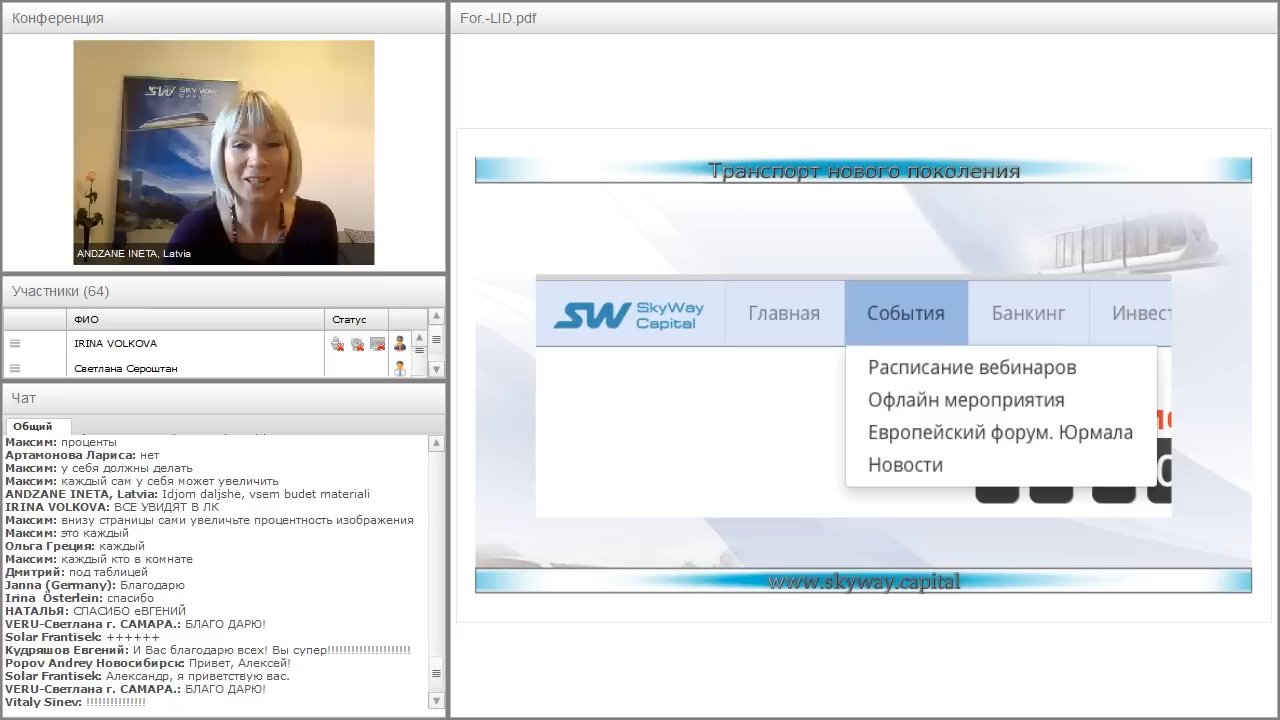 Конференция
SW SKY WAY
CAPITAL
ANDZANE INETA, Latvia
Участники (64)
ФИО
Статус
IRINA VOLKOVA
Светлана Сероштан
Чат
Общий
Максим: проценты
Артамонова Лариса: нет
Максим: у себя должны делать
Максим: каждый сам у себя может увеличить
ANDZANE INETA, Latvia: Idjom daljshe, vsem budet materiali
IRINA VOLKOVA: ВСЕ УВИДЯТ В ЛК
Максим: внизу страницы сами увеличьте процентность изображения
Максим: это каждый
Ольга Греция: каждый
Максим: каждый кто в комнате
Дмитрий: под таблицей
Janna (Germany): Благодарю
Irina Österlein: спасибо
НАТАЛЬЯ: СПАСИБО еВГЕНИЙ
VERU-Светлана г. САМАРА.: БЛАГО ДАРЮ!
Solar Frantisek: ++++++
Кудряшов Евгений: И Вас благодарю всех! Вы супер!!!!!!!!!!!!!!!!!!!!!
Popov Andrey Новосибирск: Привет, Алексей!
Solar Frantisek: Александр, я приветствую вас.
VERU-Светлана г. САМАРА.: БЛАГО ДАРЮ!
Vitaly Sinev: !!!!!!!!!!!!!!!
For.-LID.pdf
Транспорт нового поколения
SW SkyWay
Capital
Главная
События
Банкинг
Инвест
Расписание вебинаров
Офлайн мероприятия
Европейский форум. Юрмала
Новости
www.skyway.capital